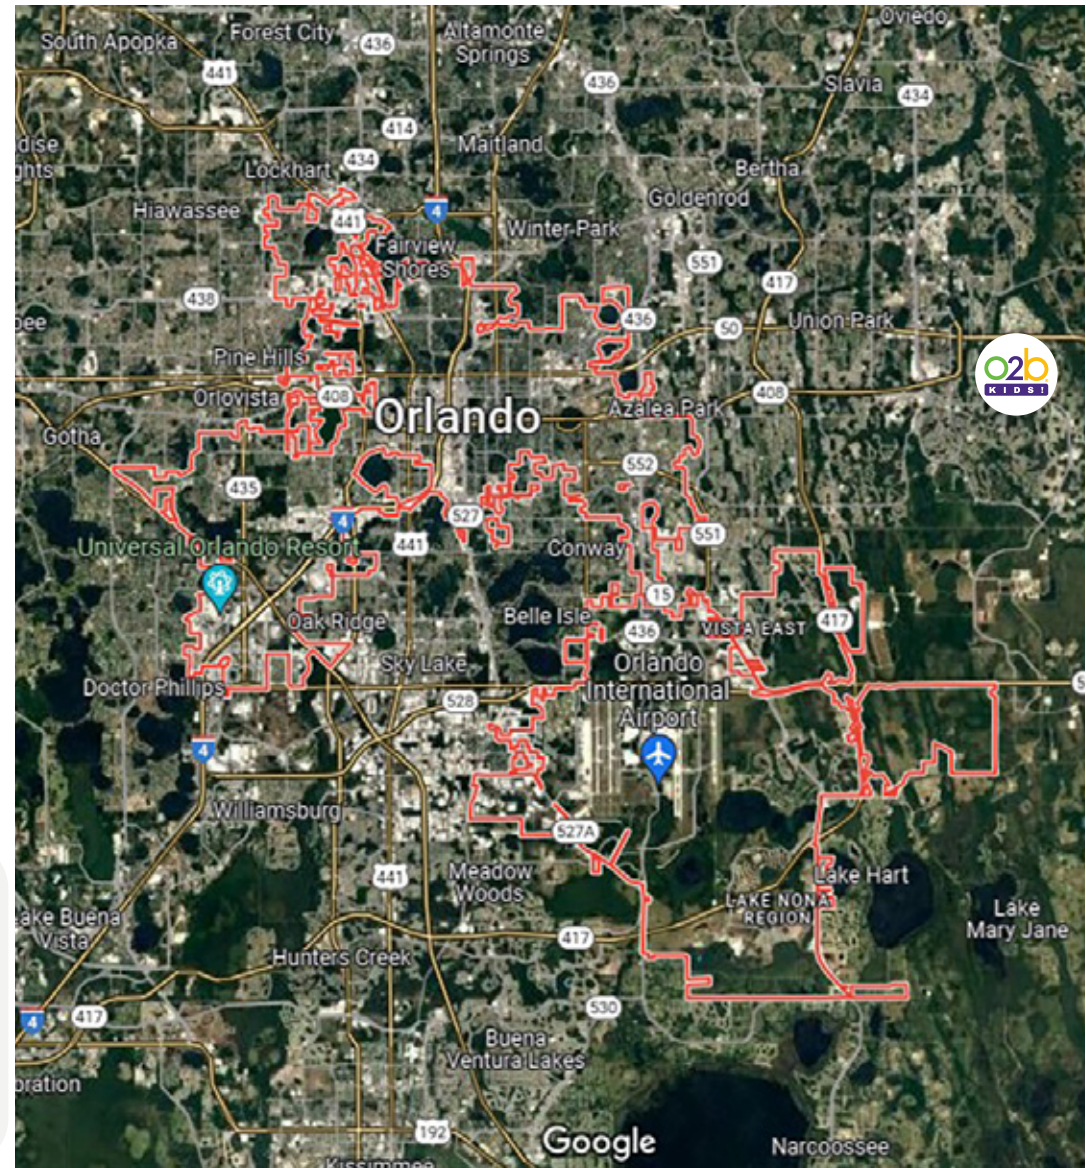 Oviedo
South Apopka
Forest City
436
Altamonte
Springs
441
436
Slavia
434
414
dise
ghts
434
Lockhart
Maitland
Bertha
Hiawassee
4
Goldenrod
441
Winter Park
Fairview
Shores
551
417
438
436
50
Union Park
ee
Pine Hills
o2b
KIDS!
Orlovista
408
408
Orlando
Azalea Park
Gotha
552
435
4
527
551
Universal Orlando Resort
441
Conway
15
Oak Ridge
Belle Isle
436
VISTA EAST
417
Sky Lake
Orlando
International
Airport
Doctor Phillips
528
5
4
Williamsburg
527A
441
Meadow
Woods
Lake Hart
LAKE NONA
REGION
Lake
Mary Jane
ake Buena
Vista
417
Hunters Creek
530
4
417
Buena
Ventura Lakes
bration
192
Google
Narcoossee
Kissimmee